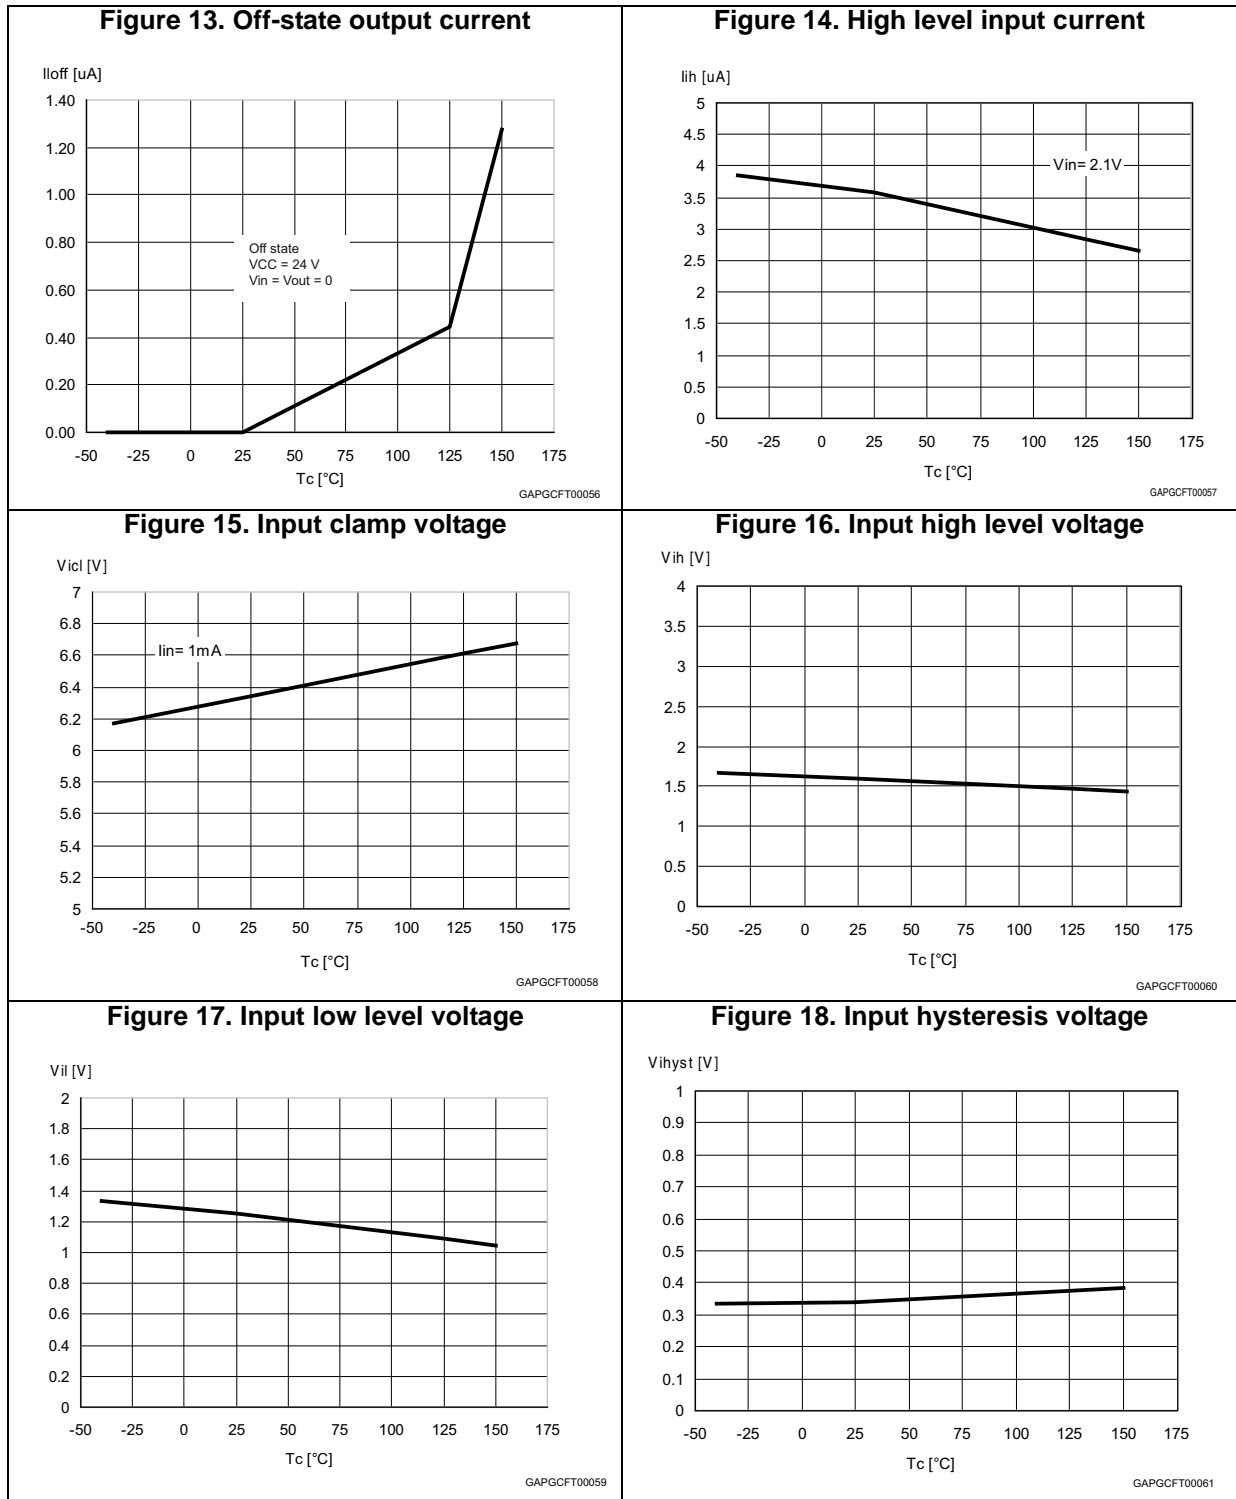 Figure 13. Off-state output current
Iloff [uA]
1.40
1.20
1.00
0.80
0.60
0.40
0.20
0.00
Off state
VCC = 24 V
Vin = Vout = 0
-50 -25 0 25 50 75 100 125 150 175
Tc [°C]
GAPGCFT00056
Figure 14. High level input current
Iih [uA]
5
4.5
4
3.5
3
2.5
2
1.5
1
0.5
0
Vin= 2.1V
-50 -25 0 25 50 75 100 125 150 175
Tc [°C]
GAPGCFT00057
Figure 15. Input clamp voltage
Vicl [V]
7
6.8
6.6
6.4
6.2
6
5.8
5.6
5.4
5.2
5
Iin= 1mA
-50 -25 0 25 50 75 100 125 150 175
Tc [°C]
GAPGCFT00058
Figure 16. Input high level voltage
Vih [V]
4
3.5
3
2.5
2
1.5
1
0.5
0
-50 -25 0 25 50 75 100 125 150 175
Tc [°C]
GAPGCFT00060
Figure 17. Input low level voltage
Vil [V]
2
1.8
1.6
1.4
1.2
1
0.8
0.6
0.4
0.2
0
-50 -25 0 25 50 75 100 125 150 175
Tc [°C]
GAPGCFT00059
Figure 18. Input hysteresis voltage
Vihyst [V]
1
0.9
0.8
0.7
0.6
0.5
0.4
0.3
0.2
0.1
0
-50 -25 0 25 50 75 100 125 150 175
Tc [°C]
GAPGCFT00061